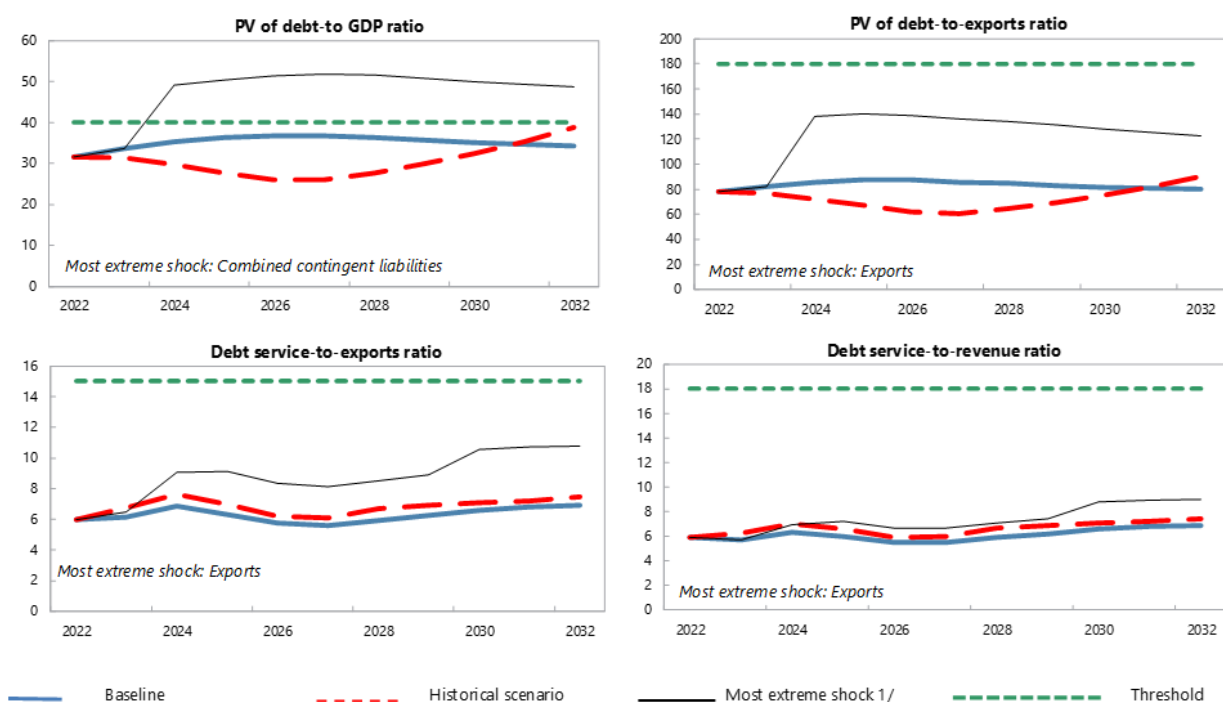 PV of debt-to GDP ratio
60
50
40
30
20
10
0
Most extreme shock: Combined contingent liabilities
2022 2024 2026 2028 2030 2032
PV of debt-to-exports ratio
200
180
160
140
120
100
80
60
40
20
0
Most extreme shock: Exports
2022 2024 2026 2028 2030 2032
Debt service-to-exports ratio
16
14
12
10
8
6
4
2
0
Most extreme shock: Exports
2022 2024 2026 2028 2030 2032
Debt service-to-revenue ratio
20
18
16
14
12
10
8
6
4
2
0
Most extreme shock: Exports
2022 2024 2026 2028 2030 2032
Baseline Historical scenario Most extreme shock 1/ Threshold